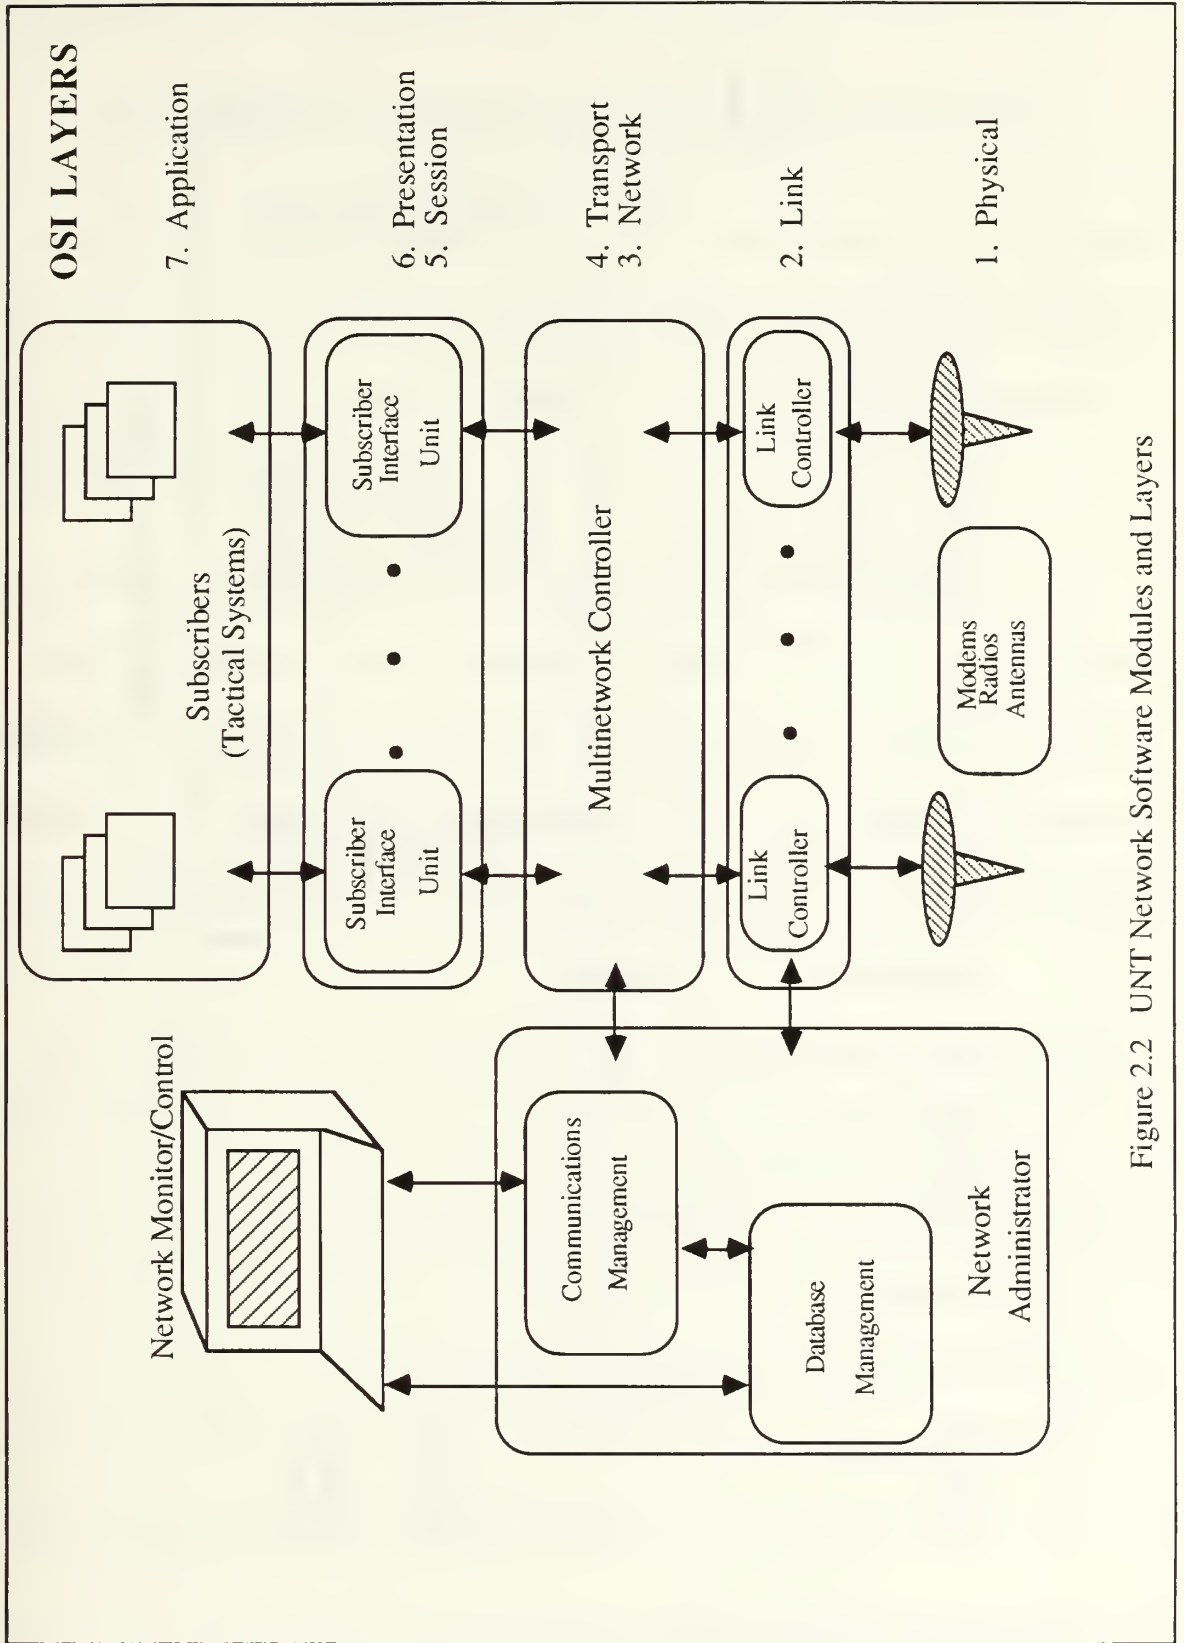 OSI LAYERS
Network Monitor/Control
Subscribers
(Tactical Systems)
7. Application
Subscriber
Interface
Unit
Subscriber
Interface
Unit
6. Presentation
5. Session
Communications
Management
Multinetwork Controller
4. Transport
3. Network
Database
Management
Link
Controller
Link
Controller
2. Link
Network
Administrator
Modems
Radios
Antennas
1. Physical
Figure 2.2 UNT Network Software Modules and Layers